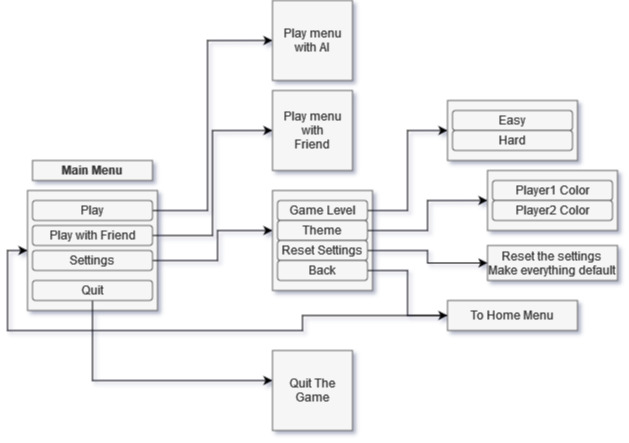 Play menu
with AI
Play menu
with
Friend
Main Menu
Play
Play with Friend
Settings
Quit
Game Level
Theme
Reset Settings
Back
Easy
Hard
Player1 Color
Player2 Color
Reset the settings
Make everything default
To Home Menu
Quit The
Game